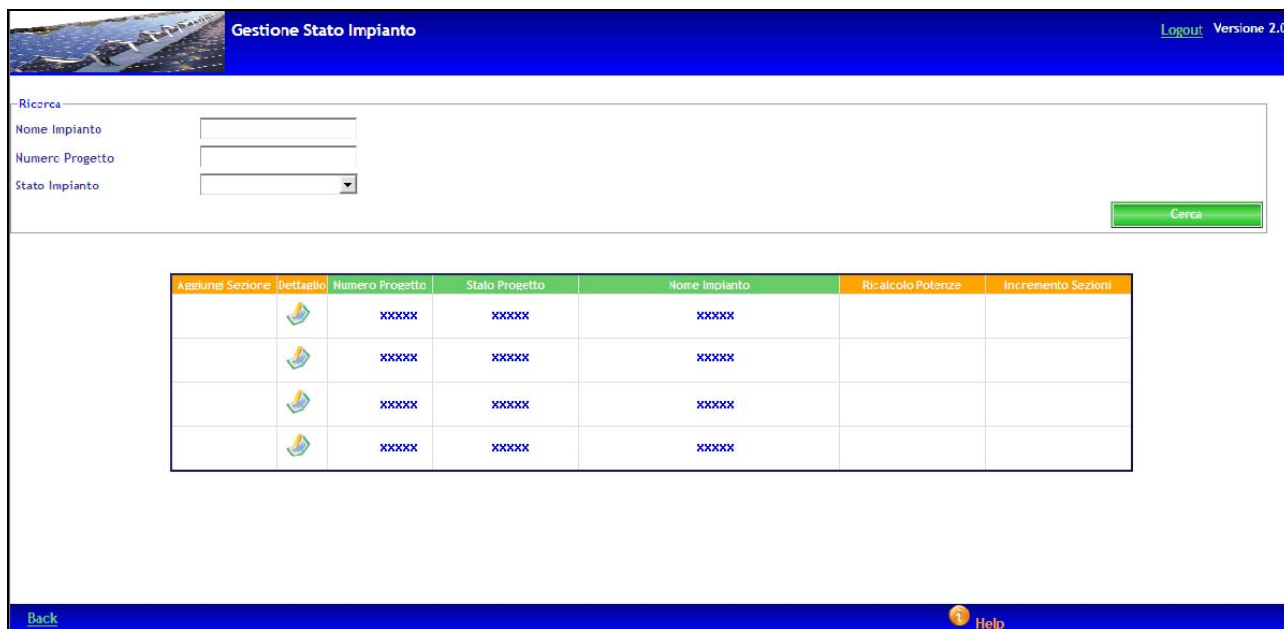 Gestione Stato Impianto
Logout Versione 2.0
Ricerca
Nome Impianto
Numero Progetto
Stato Impianto
Cerca
Aggiungi Sezione Dettaglio Numero Progetto Stato Progetto Nome Impianto Ricalcolo Potenze Incremento Sezioni
xxxxx xxxxx xxxxx
xxxxx xxxxx xxxxx
xxxxx xxxxx xxxxx
xxxxx xxxxx xxxxx
Back Help